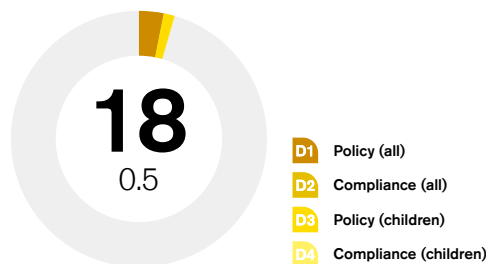 18
0.5
D1 Policy (all)
D2 Compliance (all)
D3 Policy (children)
D4 Compliance (children)